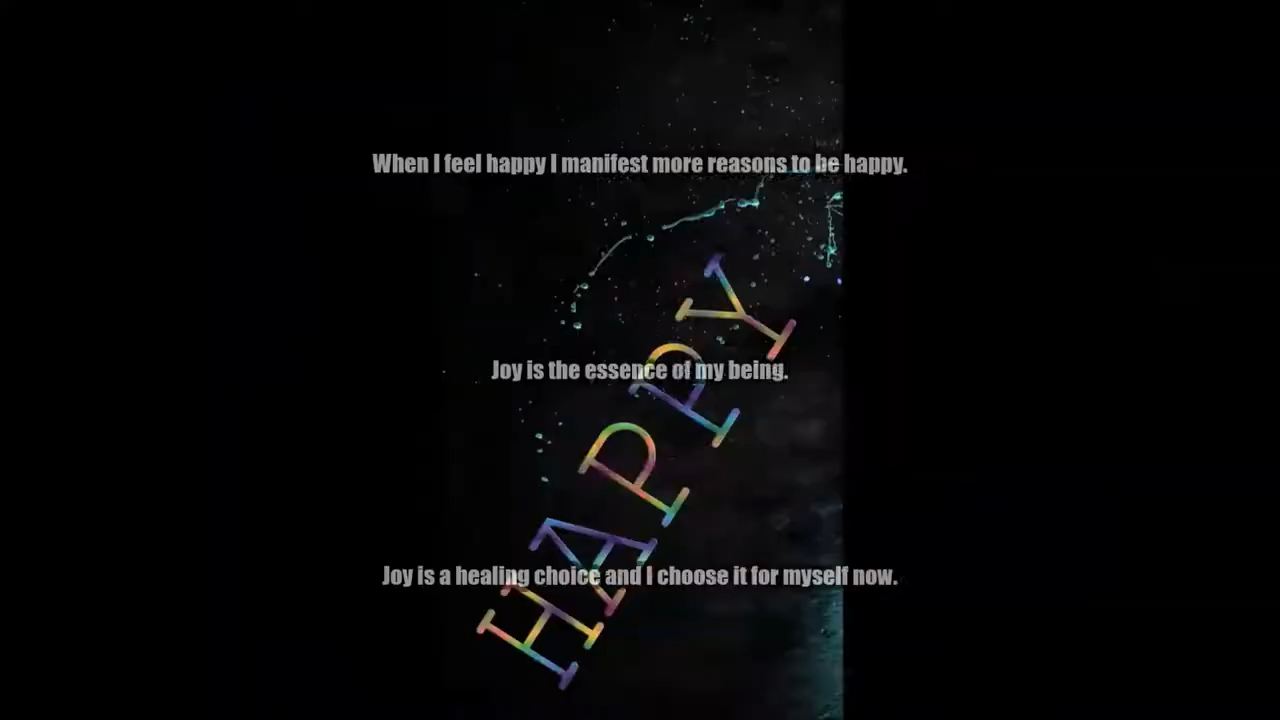 When I feel happy I manifest more reasons to be happy.
Joy is the essence of my being.
Joy is a healing choice and I choose it for myself now.
HAPPY